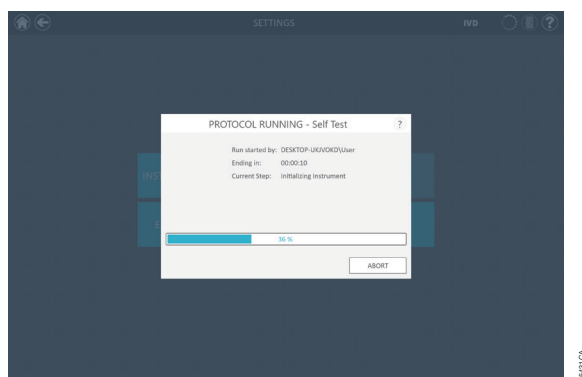 SETTINGS
IVD
?
PROTOCOL RUNNING - Self Test
?
Run started by: DESKTOP-UKJVOKD\User
Ending in: 00:00:10
Current Step: Initializing Instrument
INS
36 %
ABORT